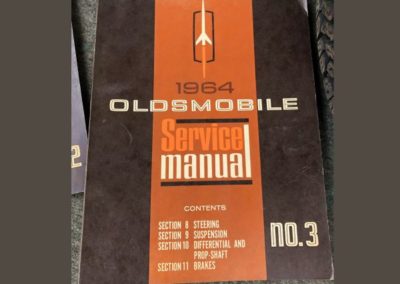 1964
OLDSMOBILE
Service
manual
CONTENTS
SECTION 8 STEERING
SECTION 9 SUSPENSION
SECTION 10 DIFFERENTIAL AND
PROP-SHAFT
SECTION 11 BRAKES
NO.3
2